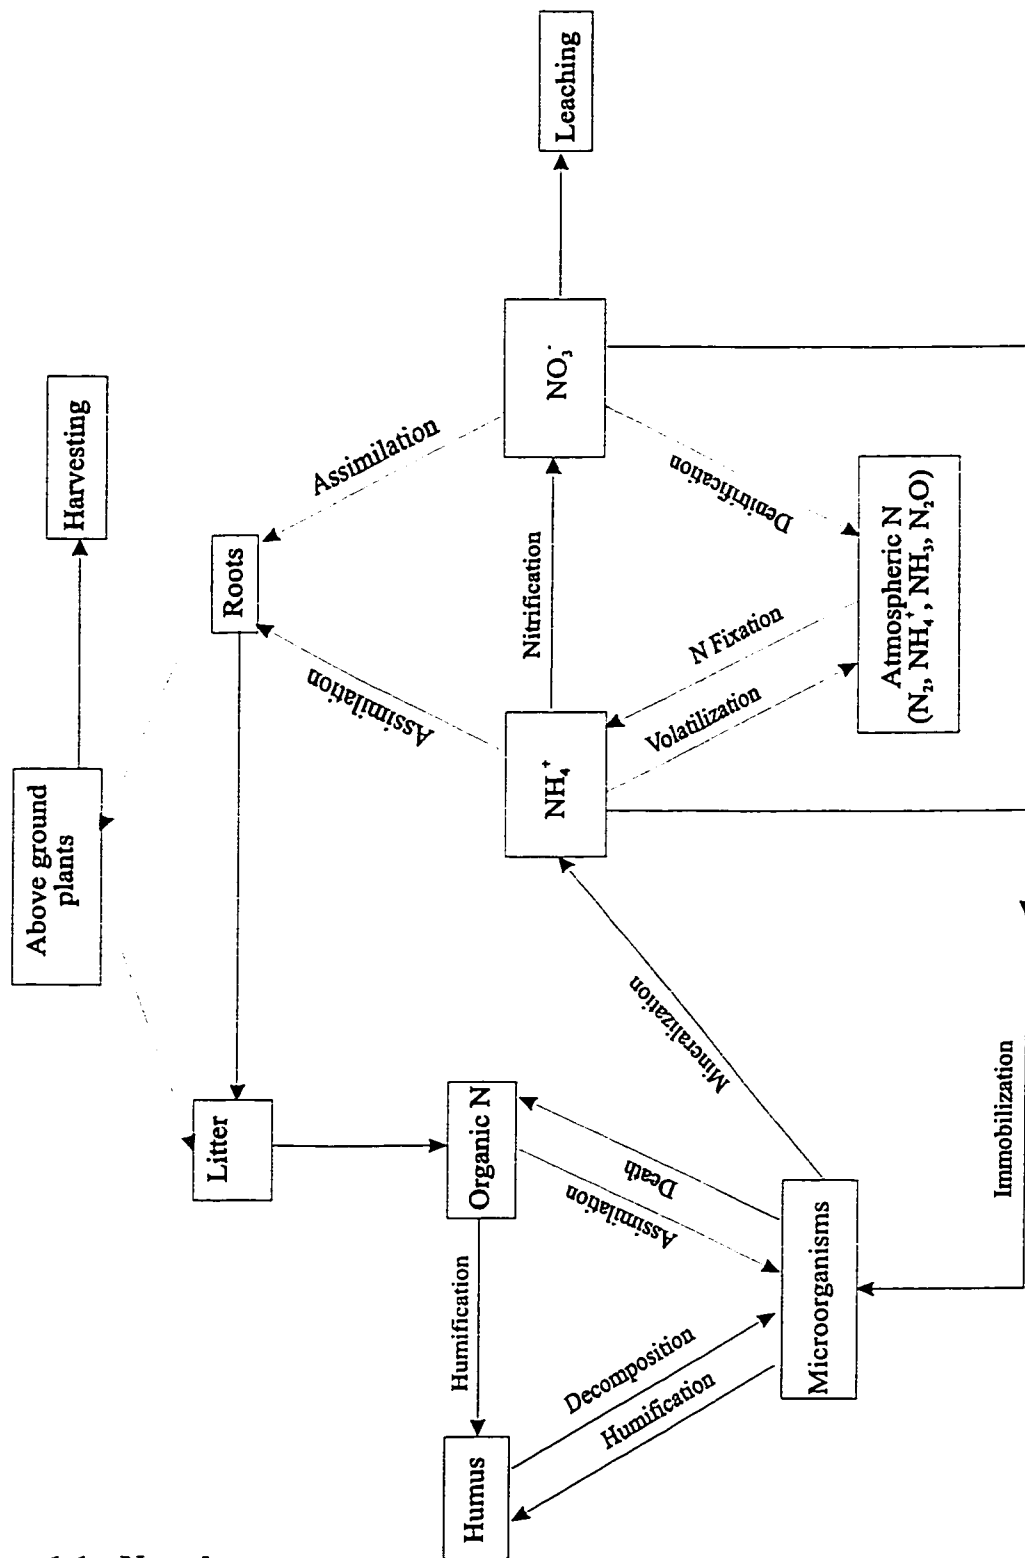 Above ground
plants
Harvesting
Litter
Roots
Assimilation
Assimilation
Humus
Humification
Organic N
NH₄⁺
Nitrification
NO₃⁻
Leaching
Decomposition
Humification
Assimilation
Death
Mineralization
Volatilization
N Fixation
Denitrification
Microorganisms
Atmospheric N
(N₂, NH₄⁺, NH₃, N₂O)
Immobilization